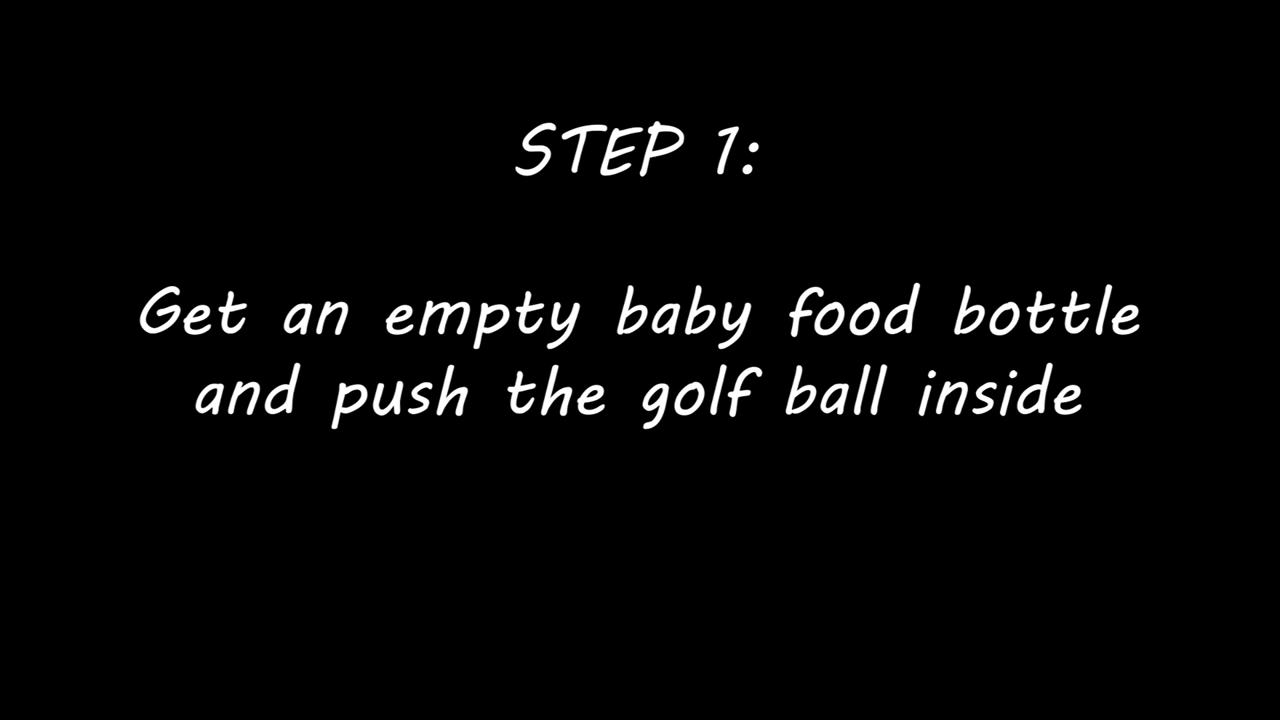 STEP 1:
Get an empty baby food bottle
and push the golf ball inside